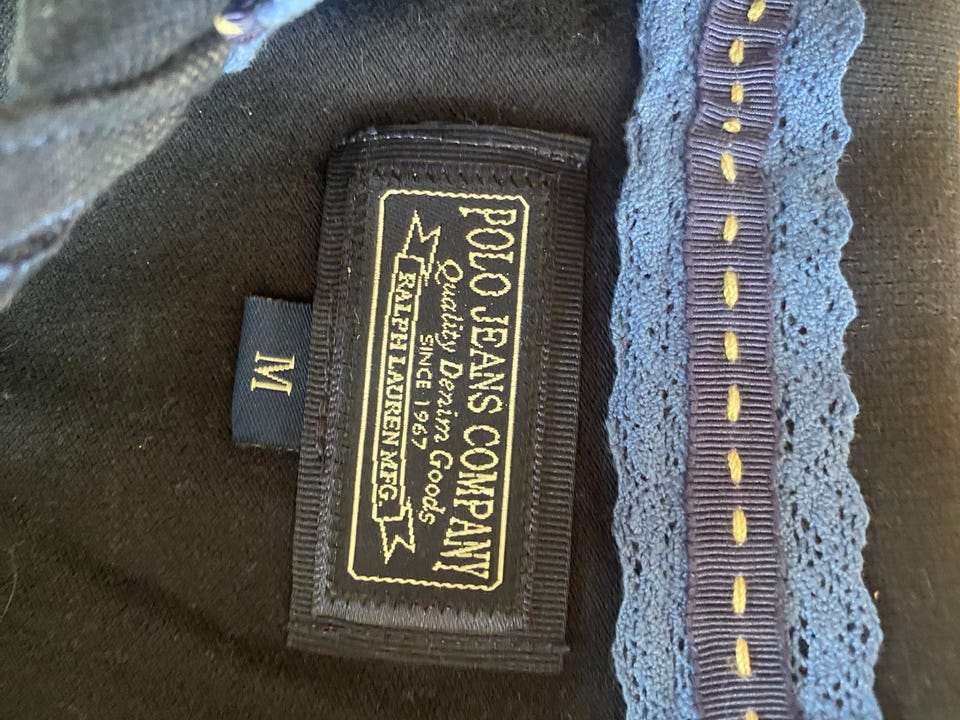 POLO JEANS COMPANY
Quality Denim Goods
SINCE 1967
RALPH LAUREN MFG.
M